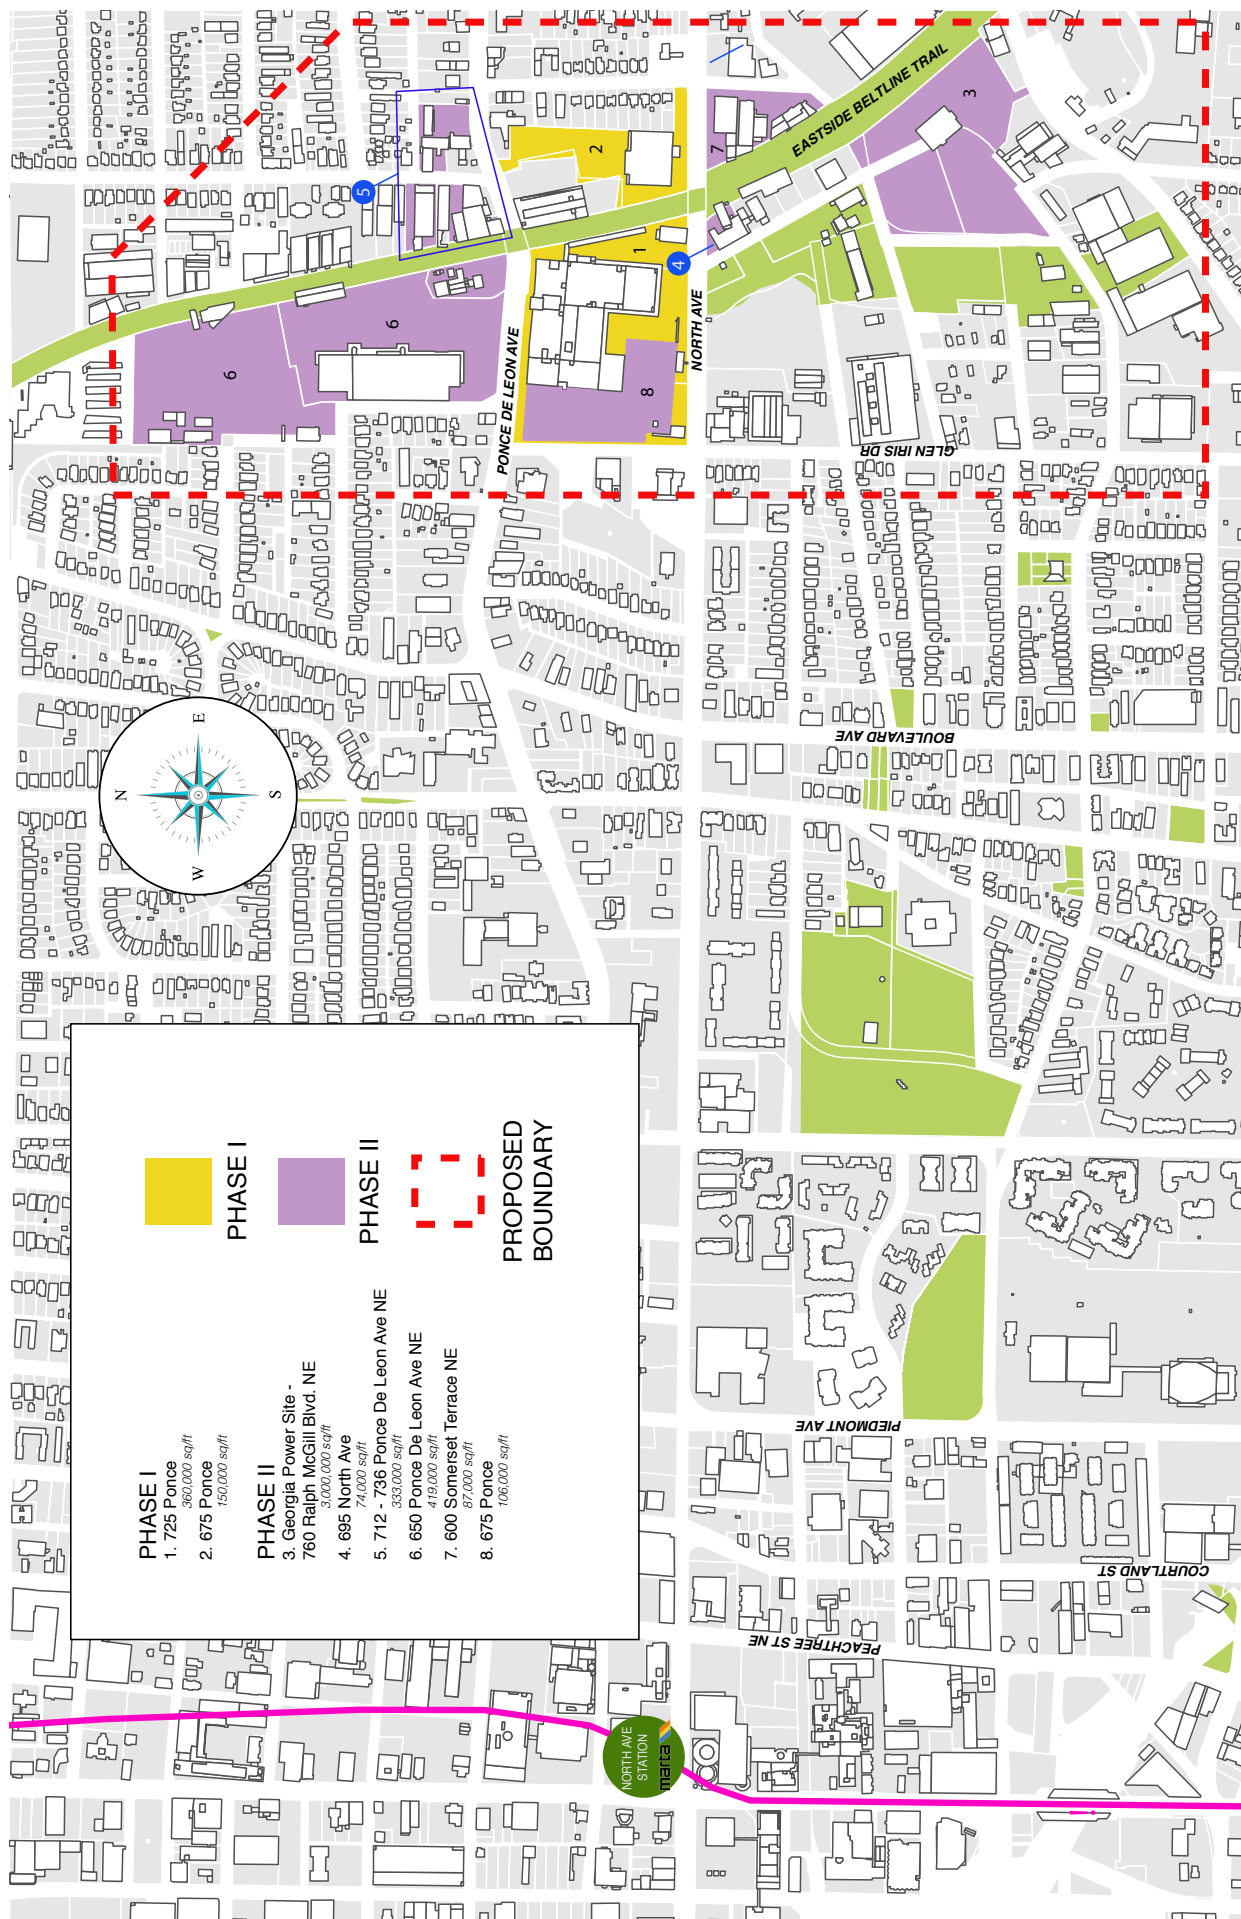 PHASE I
1. 725 Ponce
360,000 sq/ft
2. 675 Ponce
150,000 sq/ft
PHASE II
3. Georgia Power Site -
760 Ralph McGill Blvd. NE
3,000,000 sq/ft
4. 695 North Ave
74,000 sq/ft
5. 712 - 736 Ponce De Leon Ave NE
333,000 sq/ft
6. 650 Ponce De Leon Ave NE
419,000 sq/ft
7. 600 Somerset Terrace NE
87,000 sq/ft
8. 675 Ponce
106,000 sq/ft
PHASE I
PHASE II
PROPOSED
BOUNDARY
N
E
S
W
NORTH AVE
STATION
marta
PEACHTREE ST NE
COURTLAND ST
PIEDMONT AVE
BOULEVARD AVE
GLEN IRIS DR
PONCE DE LEON AVE
NORTH AVE
EASTSIDE BELTLINE TRAIL
6
6
5
8
1
2
4
7
3